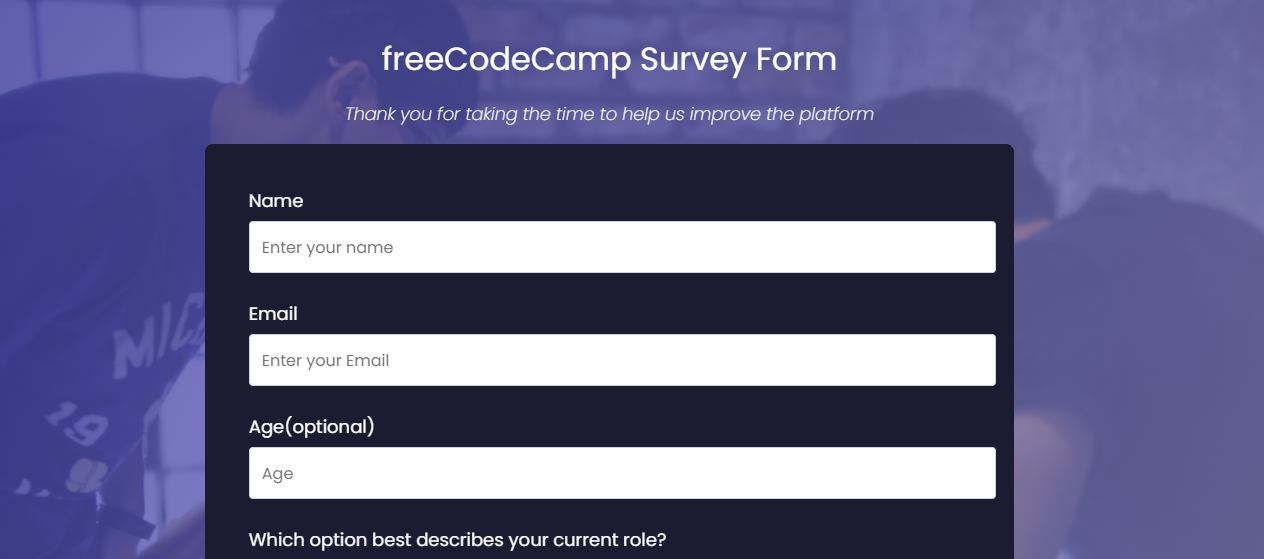 freeCodeCamp Survey Form
Thank you for taking the time to help us improve the platform
Name
Enter your name
Email
Enter your Email
Age(optional)
Age
Which option best describes your current role?
19